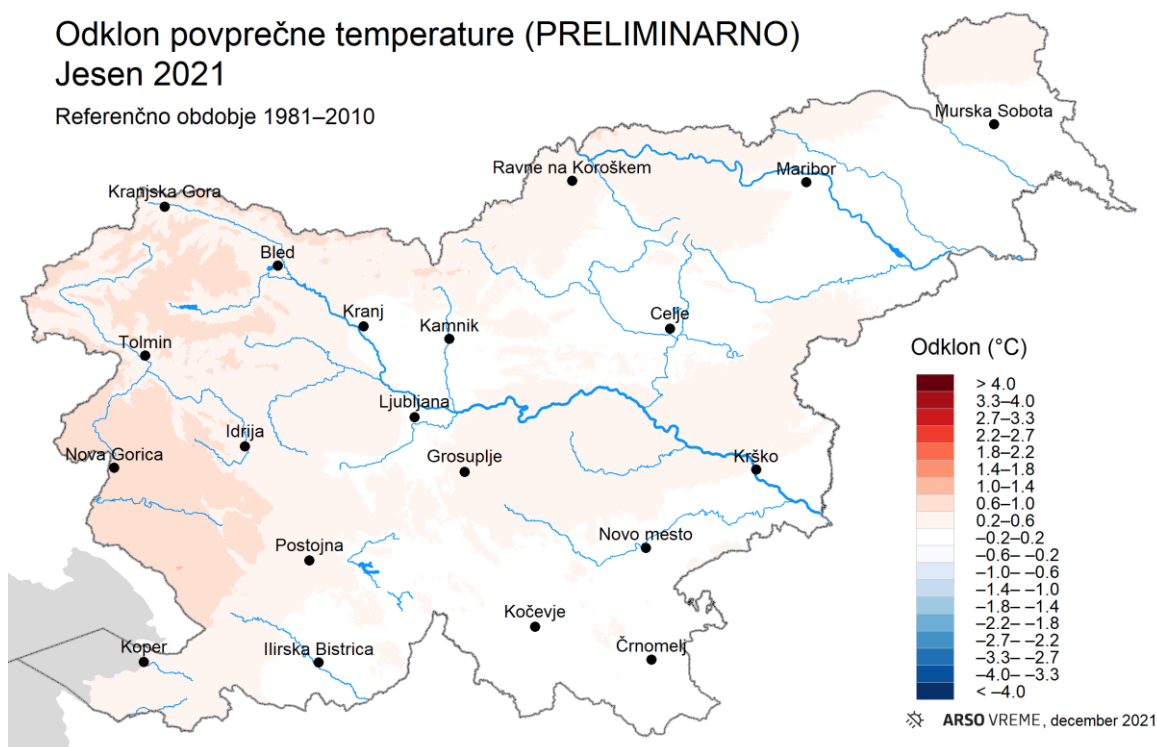 Odklon povprečne temperature (PRELIMINARNO)
Jesen 2021
Referenčno obdobje 1981–2010
Murska Sobota
Ravne na Koroškem
Maribor
Kranjska Gora
Bled
Kranj
Kamnik
Celje
Tolmin
Ljubljana
Idrija
Nova Gorica
Grosuplje
Krško
Novo mesto
Postojna
Kočevje
Koper
Ilirska Bistrica
Črnomelj
Odklon (°C)
> 4.0
3.3–4.0
2.7–3.3
2.2–2.7
1.8–2.2
1.4–1.8
1.0–1.4
0.6–1.0
0.2–0.6
–0.2–0.2
–0.6– –0.2
–1.0– –0.6
–1.4– –1.0
–1.8– –1.4
–2.2– –1.8
–2.7– –2.2
–3.3– –2.7
–4.0– –3.3
< –4.0
ARSO VREME, december 2021